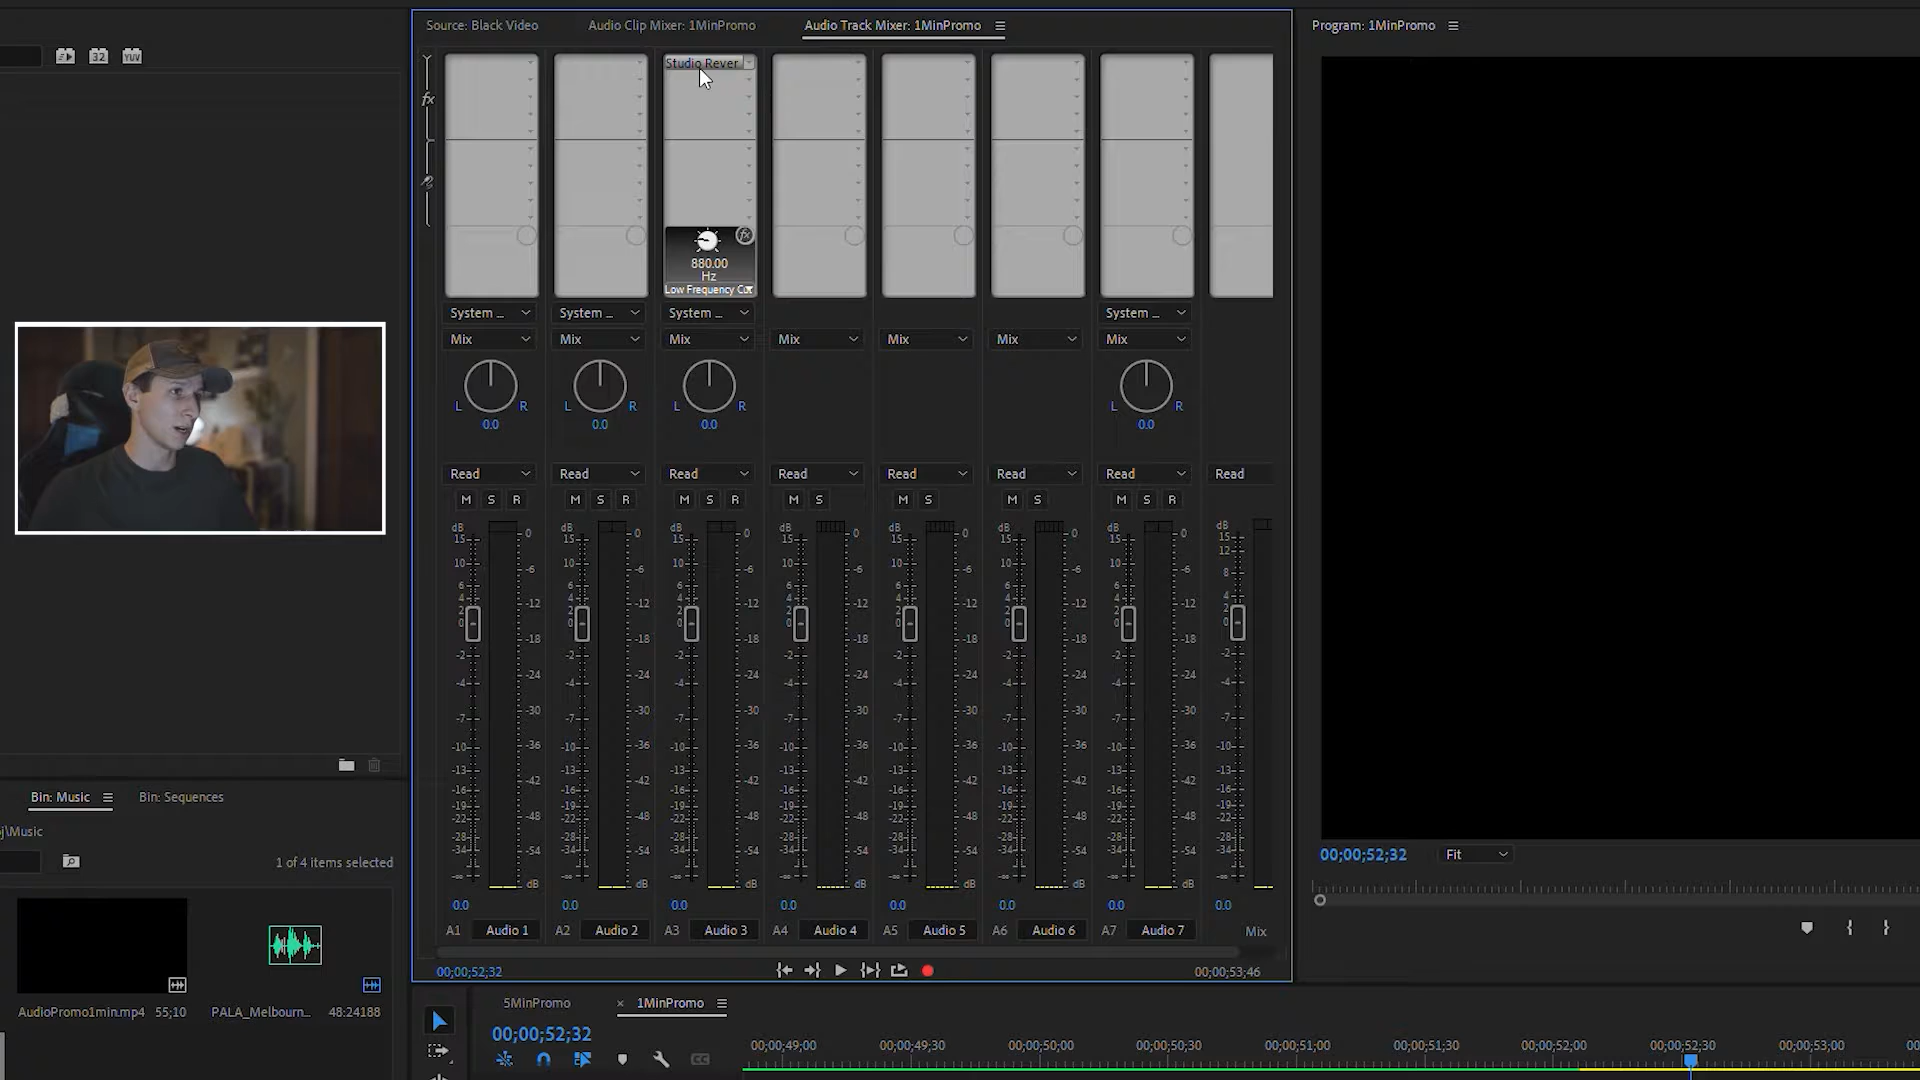 Source: Black Video
Audio Clip Mixer: 1MinPromo
Audio Track Mixer: 1MinPromo
Program: 1MinPromo
32
YUV
fx
Studio Rever
fx
880.00
Hz
Low Frequency Cut
System ... System ... System ... System ...
Mix Mix Mix Mix Mix Mix Mix
L R L R L R L R
0.0 0.0 0.0 0.0
Read Read Read Read Read Read Read Read
M S R M S R M S R M S M S M S M S R
dB dB dB dB dB dB dB dB
15 0 15 0 15 0 15 0 15 0 15 0 15 0 15
12
10 -6 10 -6 10 -6 10 -6 10 -6 10 -6 10 -6 8
6 6 6 6 6 6 6
4 -12 4 -12 4 -12 4 -12 4 -12 4 -12 4 -12 4
2 2 2 2 2 2 2 2
0 0 0 0 0 0 0 0
-18 -18 -18 -18 -18 -18 -18
-2 -2 -2 -2 -2 -2 -2 -2
-4 -24 -4 -24 -4 -24 -4 -24 -4 -24 -4 -24 -4 -24 -4
-7 -30 -7 -30 -7 -30 -7 -30 -7 -30 -7 -30 -7 -30 -7
-10 -36 -10 -36 -10 -36 -10 -36 -10 -36 -10 -36 -10 -36 -10
-13 -42 -13 -42 -13 -42 -13 -42 -13 -42 -13 -42 -13 -42 -13
-16 -16 -16 -16 -16 -16 -16 -16
-19 -48 -19 -48 -19 -48 -19 -48 -19 -48 -19 -48 -19 -48 -19
-22 -22 -22 -22 -22 -22 -22 -22
-28 -28 -28 -28 -28 -28 -28 -28
-34 -54 -34 -54 -34 -54 -34 -54 -34 -54 -34 -54 -34 -54 -34
-∞ dB -∞ dB -∞ dB -∞ dB -∞ dB -∞ dB -∞ dB -∞
0.0 0.0 0.0 0.0 0.0 0.0 0.0 0.0
A1 Audio 1 A2 Audio 2 A3 Audio 3 A4 Audio 4 A5 Audio 5 A6 Audio 6 A7 Audio 7 Mix
00;00;52;32
00;00;53;46
00;00;52;32
Fit
Bin: Music
Bin: Sequences
j\Music
1 of 4 items selected
AudioPromo1min.mp4 55;10
PALA_Melbourn... 48:24188
5MinPromo
× 1MinPromo
00;00;52;32
CC
00;00;49;00 00;00;49;30 00;00;50;00 00;00;50;30 00;00;51;00 00;00;51;30 00;00;52;00 00;00;52;30 00;00;53;00 00